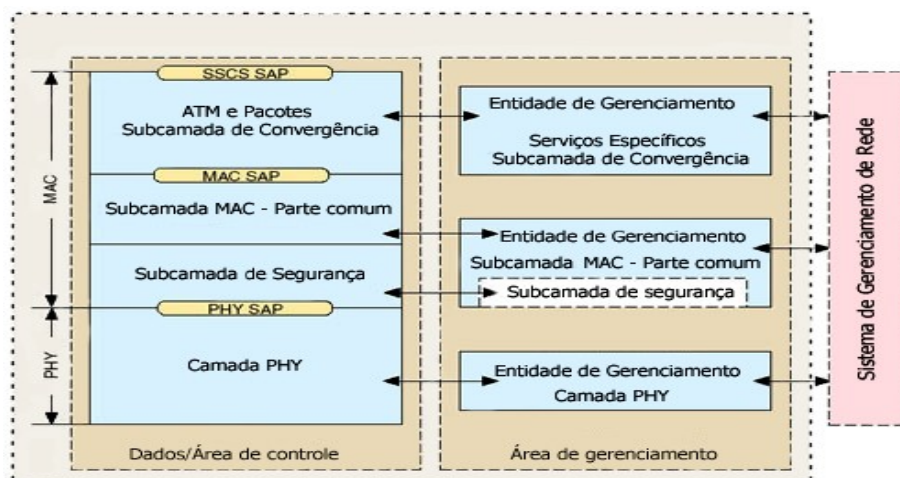 SSCS SAP
ATM e Pacotes
Subcamada de Convergência
MAC SAP
Subcamada MAC - Parte comum
Subcamada de Segurança
PHY SAP
Camada PHY
MAC
PHY
Dados/Área de controle
Entidade de Gerenciamento
Serviços Específicos
Subcamada de Convergência
Entidade de Gerenciamento
Subcamada MAC - Parte comum
Subcamada de segurança
Entidade de Gerenciamento
Camada PHY
Área de gerenciamento
Sistema de Gerenciamento de Rede